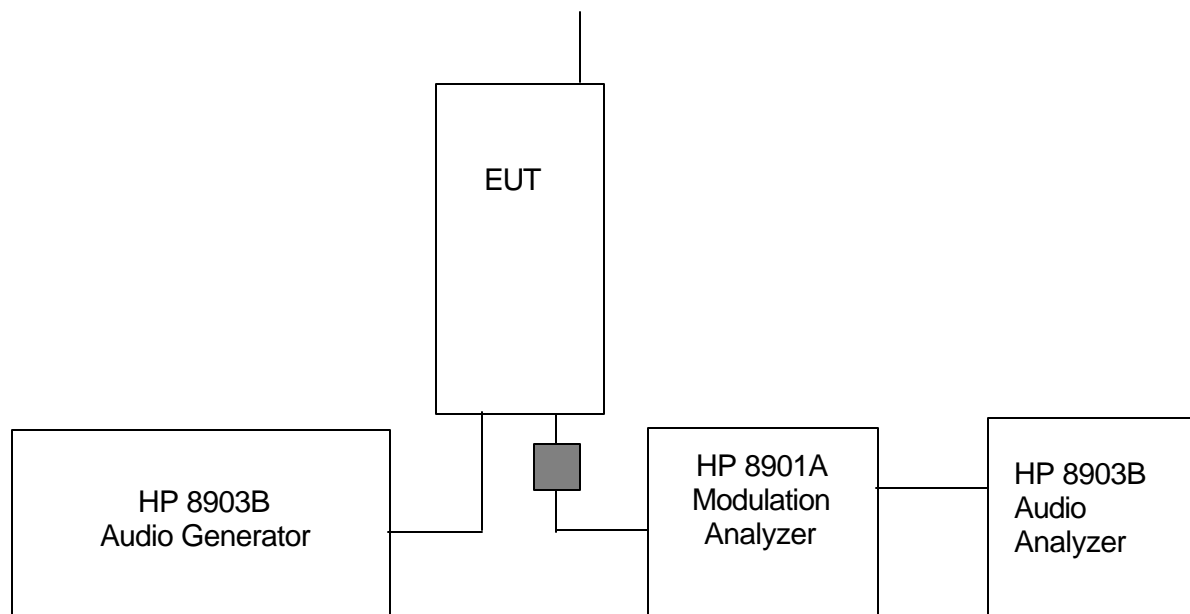 EUT
HP 8903B
Audio Generator
HP 8901A
Modulation
Analyzer
HP 8903B
Audio
Analyzer